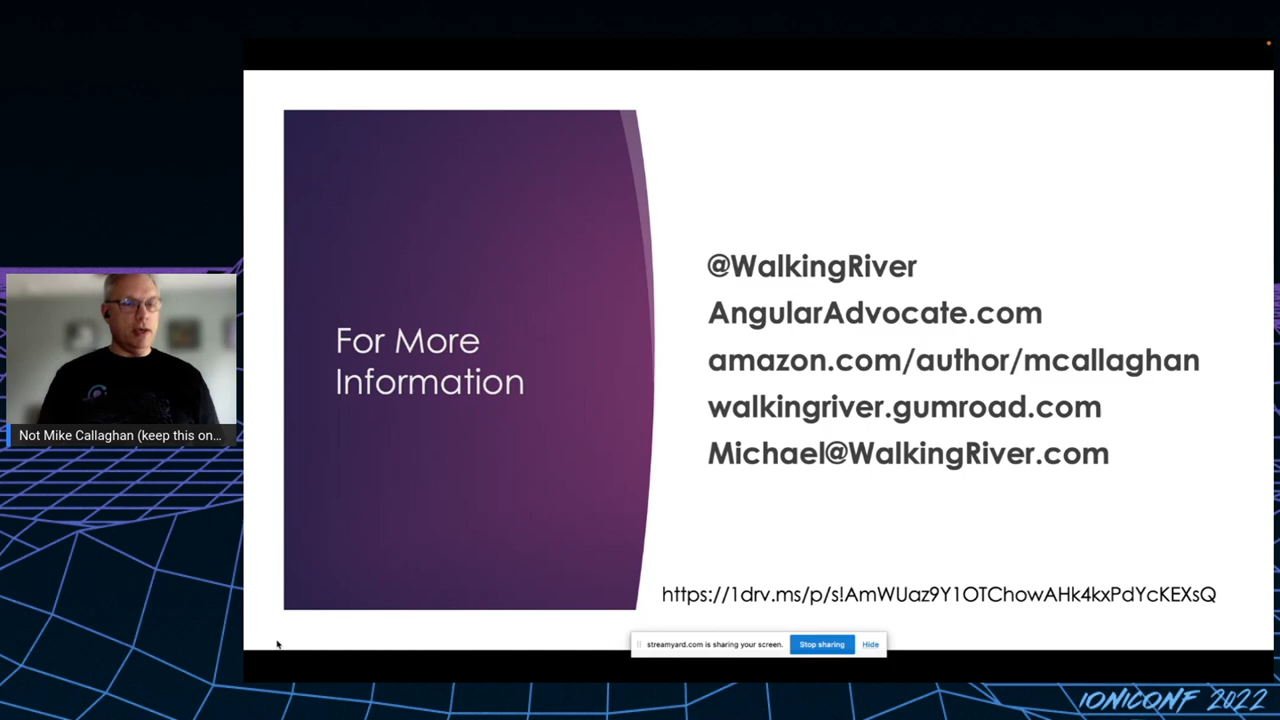 For More
Information
@WalkingRiver
AngularAdvocate.com
amazon.com/author/mcallaghan
walkingriver.gumroad.com
Michael@WalkingRiver.com
https://1drv.ms/p/s!AmWUaz9Y1OTChowAHk4kxPdYcKEXsQ
streamyard.com is sharing your screen. Stop sharing Hide
Not Mike Callaghan (keep this on...
IONICONF 2022